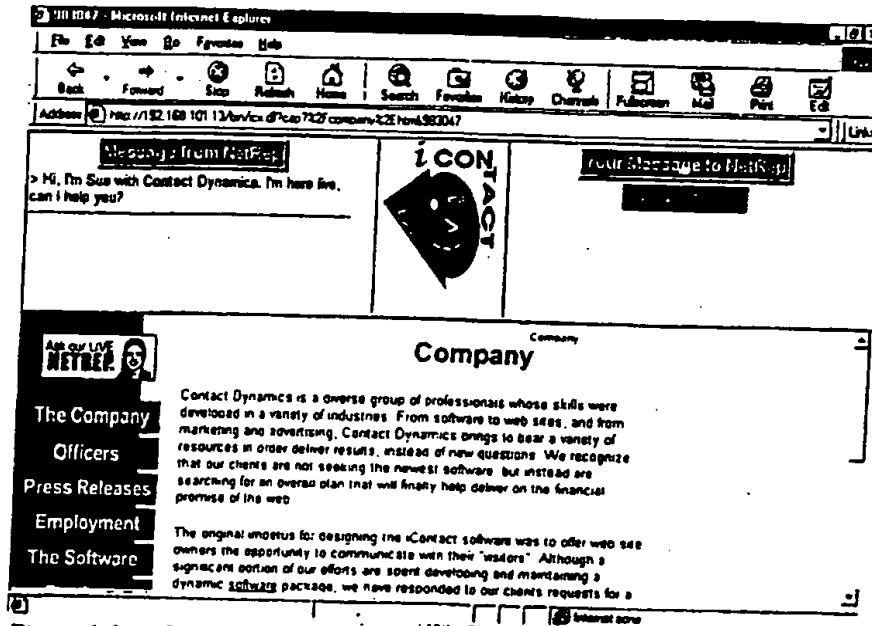 Microsoft Internet Explorer
File Edit View Go Favorites Help
Back Forward Stop Refresh Home Search Favorites History Channels Fullscreen Mail Print Edit
Address
Links
Message from NetRep
Your Message to NetRep
> Hi, I'm Sue with Contact Dynamics. I'm here live,
can I help you?
i CONTACT
Company
Company
Ask our LIVE
NETREP
The Company
Officers
Press Releases
Employment
The Software
Contact Dynamics is a diverse group of professionals whose skills were
developed in a variety of industries. From software to web sites, and from
marketing and advertising, Contact Dynamics brings to bear a variety of
resources in order deliver results, instead of new questions. We recognize
that our clients are not seeking the newest software, but instead are
searching for an overall plan that will finally help deliver on the financial
promise of the web
The original impetus for designing the iContact software was to offer web site
owners the opportunity to communicate with their "visitors". Although a
significant portion of our efforts are spent developing and maintaining a
dynamic software package, we have responded to our clients requests for a
Internet zone